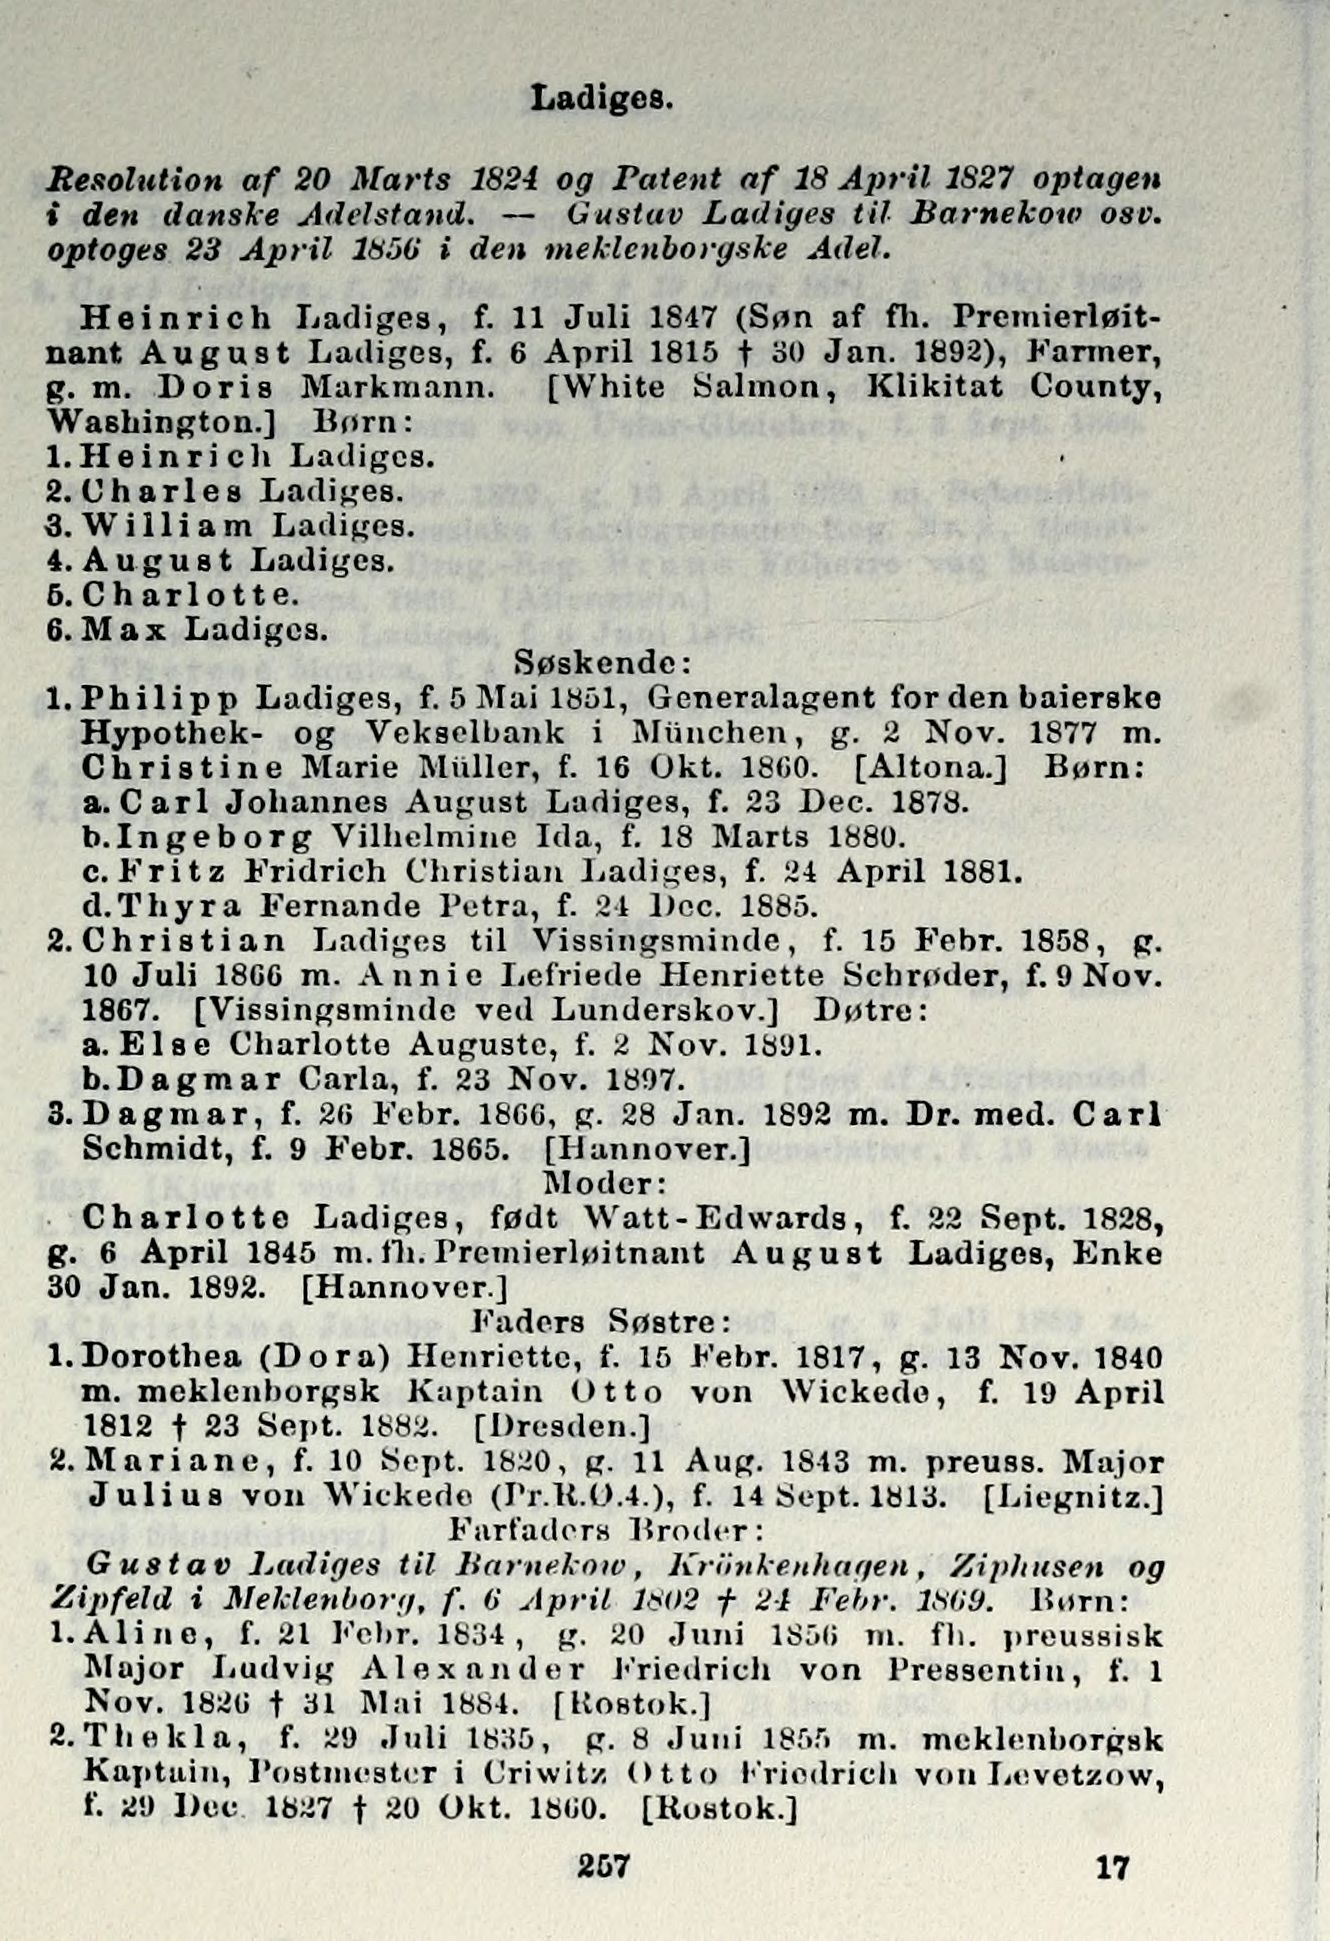 Ladiges.
Resolution af 20 Marts 1824 og Patent af 18 April 1827 optagen
i den danske Adelstand. — Gustav Ladiges til Barnekow osv.
optoges 23 April 1856 i den meklenborgske Adel.
Heinrich Ladiges, f. 11 Juli 1847 (Søn af fh. Premierløit-
nant August Ladiges, f. 6 April 1815 † 30 Jan. 1892), Farmer,
g. m. Doris Markmann. [White Salmon, Klikitat County,
Washington.] Børn:
1. Heinrich Ladiges.
2. Charles Ladiges.
3. William Ladiges.
4. August Ladiges.
5. Charlotte.
6. Max Ladiges.
Søskende:
1. Philipp Ladiges, f. 5 Mai 1851, Generalagent for den baierske
Hypothek- og Vekselbank i München, g. 2 Nov. 1877 m.
Christine Marie Müller, f. 16 Okt. 1860. [Altona.] Børn:
a. Carl Johannes August Ladiges, f. 23 Dec. 1878.
b. Ingeborg Vilhelmine Ida, f. 18 Marts 1880.
c. Fritz Fridrich Christian Ladiges, f. 24 April 1881.
d. Thyra Fernande Petra, f. 24 Dec. 1885.
2. Christian Ladiges til Vissingsminde, f. 15 Febr. 1858, g.
10 Juli 1866 m. Annie Lefriede Henriette Schrøder, f. 9 Nov.
1867. [Vissingsminde ved Lunderskov.] Døtre:
a. Else Charlotte Auguste, f. 2 Nov. 1891.
b. Dagmar Carla, f. 23 Nov. 1897.
3. Dagmar, f. 26 Febr. 1866, g. 28 Jan. 1892 m. Dr. med. Carl
Schmidt, f. 9 Febr. 1865. [Hannover.]
Moder:
Charlotte Ladiges, født Watt-Edwards, f. 22 Sept. 1828,
g. 6 April 1845 m. fh. Premierløitnant August Ladiges, Enke
30 Jan. 1892. [Hannover.]
Faders Søstre:
1. Dorothea (Dora) Henriette, f. 15 Febr. 1817, g. 13 Nov. 1840
m. meklenborgsk Kaptain Otto von Wickede, f. 19 April
1812 † 23 Sept. 1882. [Dresden.]
2. Mariane, f. 10 Sept. 1820, g. 11 Aug. 1843 m. preuss. Major
Julius von Wickede (Pr.R.O.4.), f. 14 Sept. 1813. [Liegnitz.]
Farfaders Broder:
Gustav Ladiges til Barnekow, Krönkenhagen, Ziphusen og
Zipfeld i Meklenborg, f. 6 April 1802 † 24 Febr. 1869. Børn:
1. Aline, f. 21 Febr. 1834, g. 20 Juni 1856 m. fh. preussisk
Major Ludvig Alexander Friedrich von Pressentin, f. 1
Nov. 1826 † 31 Mai 1884. [Rostok.]
2. Thekla, f. 29 Juli 1835, g. 8 Juni 1855 m. meklenborgsk
Kaptain, Postmester i Criwitz Otto Friedrich von Levetzow,
f. 29 Dec. 1827 † 20 Okt. 1860. [Rostok.]
257 17